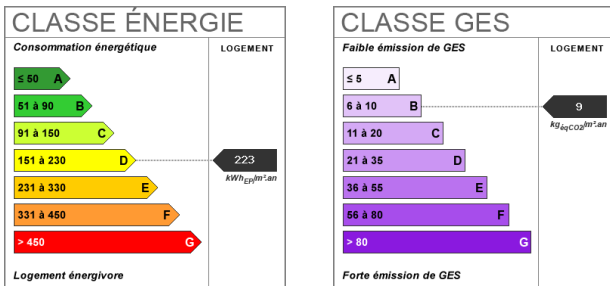 CLASSE ÉNERGIE
Consommation énergétique
LOGEMENT
≤ 50 A
51 à 90 B
91 à 150 C
151 à 230 D
223
kWhEP/m².an
231 à 330 E
331 à 450 F
> 450 G
Logement énergivore
CLASSE GES
Faible émission de GES
LOGEMENT
≤ 5 A
6 à 10 B
9
kgéqCO2/m².an
11 à 20 C
21 à 35 D
36 à 55 E
56 à 80 F
> 80 G
Forte émission de GES